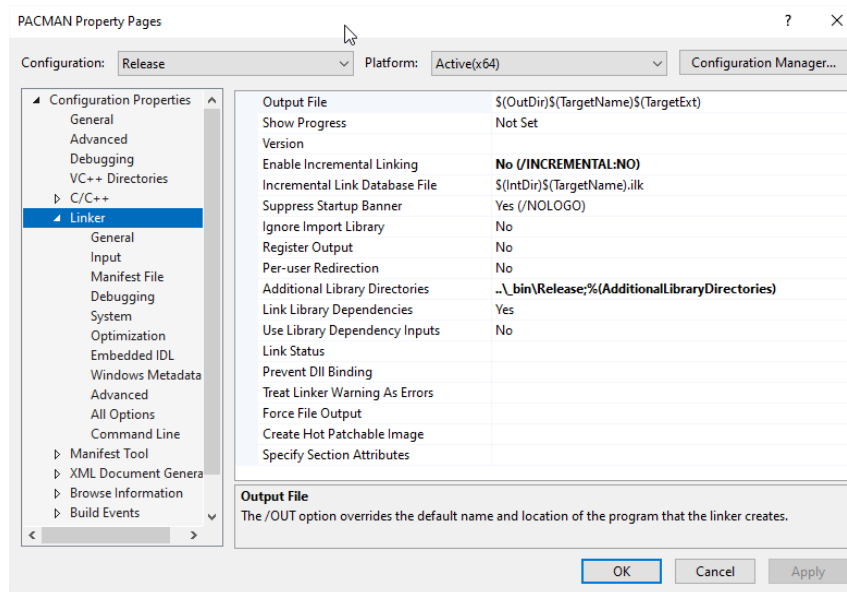 PACMAN Property Pages
?
Configuration: Release Platform: Active(x64) Configuration Manager...
Configuration Properties
General
Advanced
Debugging
VC++ Directories
C/C++
Linker
General
Input
Manifest File
Debugging
System
Optimization
Embedded IDL
Windows Metadata
Advanced
All Options
Command Line
Manifest Tool
XML Document Genera
Browse Information
Build Events
Output File $(OutDir)$(TargetName)$(TargetExt)
Show Progress Not Set
Version
Enable Incremental Linking No (/INCREMENTAL:NO)
Incremental Link Database File $(IntDir)$(TargetName).ilk
Suppress Startup Banner Yes (/NOLOGO)
Ignore Import Library No
Register Output No
Per-user Redirection No
Additional Library Directories ..\_bin\Release;%(AdditionalLibraryDirectories)
Link Library Dependencies Yes
Use Library Dependency Inputs No
Link Status
Prevent Dll Binding
Treat Linker Warning As Errors
Force File Output
Create Hot Patchable Image
Specify Section Attributes
Output File
The /OUT option overrides the default name and location of the program that the linker creates.
OK Cancel Apply